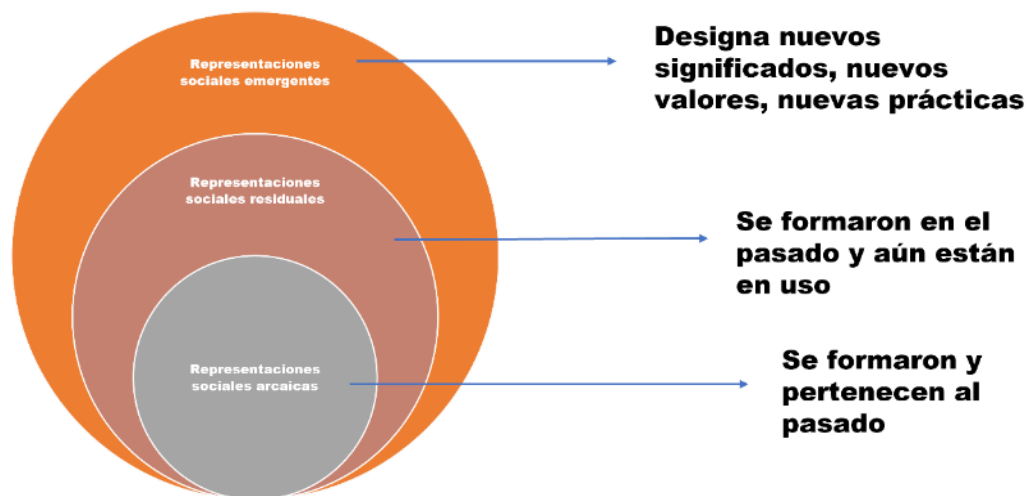 Representaciones
sociales emergentes
Designa nuevos
significados, nuevos
valores, nuevas prácticas
Representaciones
sociales residuales
Se formaron en el
pasado y aún están
en uso
Representaciones
sociales arcaicas
Se formaron y
pertenecen al
pasado